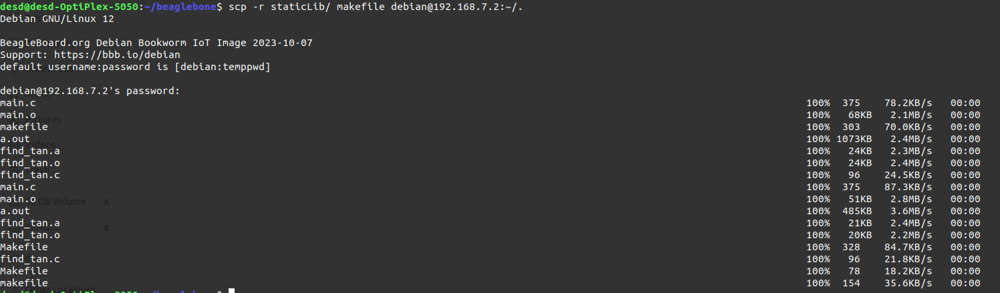 desd@desd-OptiPlex-5050:~/beaglebone$ scp -r staticLib/ makefile debian@192.168.7.2:~/.
Debian GNU/Linux 12
BeagleBoard.org Debian Bookworm IoT Image 2023-10-07
Support: https://bbb.io/debian
default username:password is [debian:temppwd]
debian@192.168.7.2's password:
main.c 100% 375 78.2KB/s 00:00
main.o 100% 68KB 2.1MB/s 00:00
makefile 100% 303 70.0KB/s 00:00
a.out 100% 1073KB 2.4MB/s 00:00
find_tan.a 100% 24KB 2.3MB/s 00:00
find_tan.o 100% 24KB 2.4MB/s 00:00
find_tan.c 100% 96 24.5KB/s 00:00
main.c 100% 375 87.3KB/s 00:00
main.o 100% 51KB 2.8MB/s 00:00
a.out 100% 485KB 3.6MB/s 00:00
find_tan.a 100% 21KB 2.4MB/s 00:00
find_tan.o 100% 20KB 2.2MB/s 00:00
Makefile 100% 328 84.7KB/s 00:00
find_tan.c 100% 96 21.8KB/s 00:00
Makefile 100% 78 18.2KB/s 00:00
makefile 100% 154 35.6KB/s 00:00
Pictures
Videos
GB Volume
Other Locations